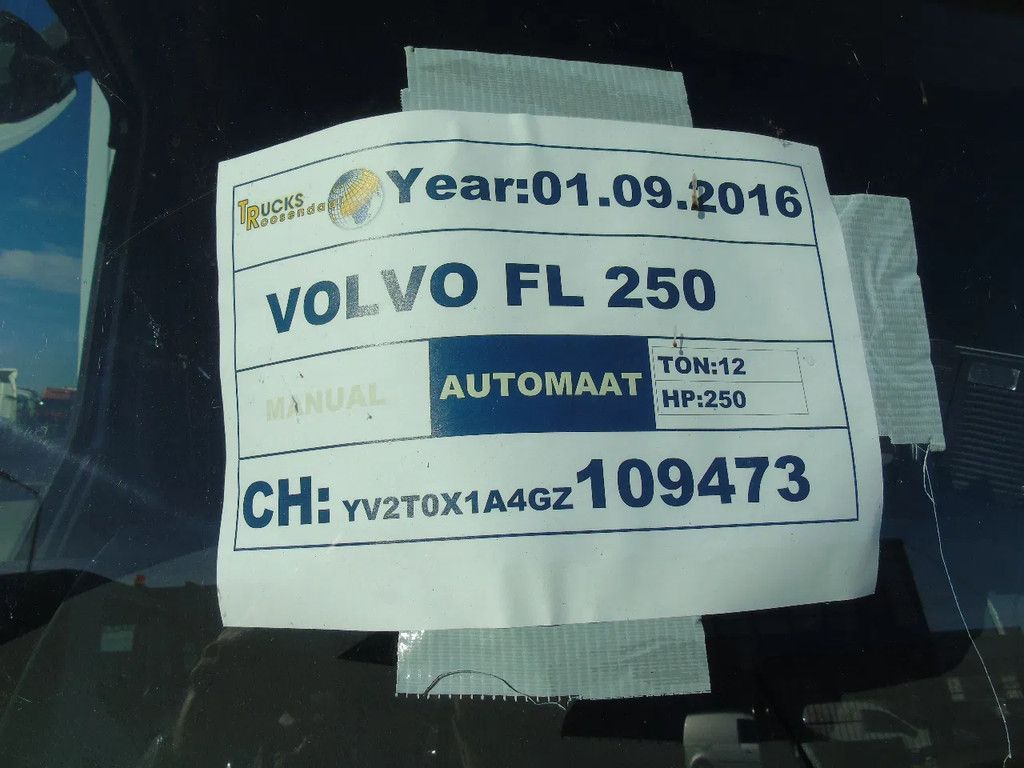 TRUCKS
Roosendaal
Year:01.09.2016
VOLVO FL 250
MANUAL
AUTOMAAT
TON:12
HP:250
CH: YV2T0X1A4GZ109473